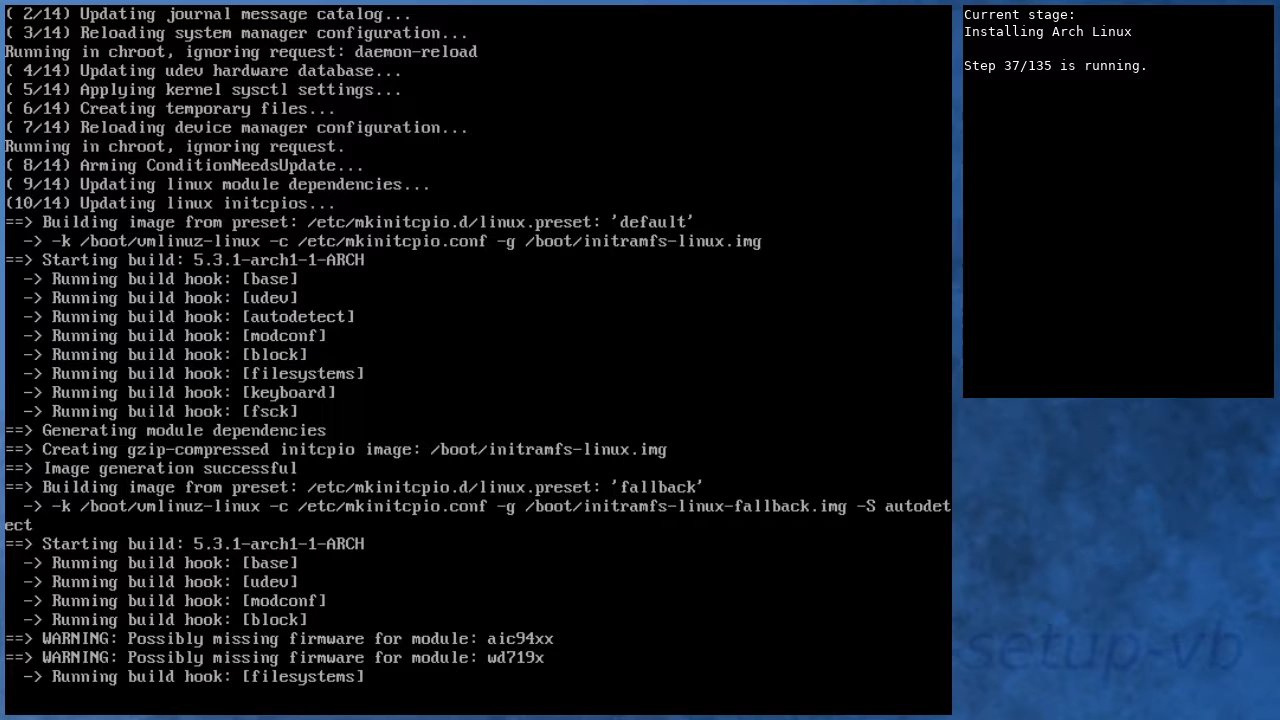 ( 2/14) Updating journal message catalog...
( 3/14) Reloading system manager configuration...
Running in chroot, ignoring request: daemon-reload
( 4/14) Updating udev hardware database...
( 5/14) Applying kernel sysctl settings...
( 6/14) Creating temporary files...
( 7/14) Reloading device manager configuration...
Running in chroot, ignoring request.
( 8/14) Arming ConditionNeedsUpdate...
( 9/14) Updating linux module dependencies...
(10/14) Updating linux initcpios...
==> Building image from preset: /etc/mkinitcpio.d/linux.preset: 'default'
  -> -k /boot/vmlinuz-linux -c /etc/mkinitcpio.conf -g /boot/initramfs-linux.img
==> Starting build: 5.3.1-arch1-1-ARCH
  -> Running build hook: [base]
  -> Running build hook: [udev]
  -> Running build hook: [autodetect]
  -> Running build hook: [modconf]
  -> Running build hook: [block]
  -> Running build hook: [filesystems]
  -> Running build hook: [keyboard]
  -> Running build hook: [fsck]
==> Generating module dependencies
==> Creating gzip-compressed initcpio image: /boot/initramfs-linux.img
==> Image generation successful
==> Building image from preset: /etc/mkinitcpio.d/linux.preset: 'fallback'
  -> -k /boot/vmlinuz-linux -c /etc/mkinitcpio.conf -g /boot/initramfs-linux-fallback.img -S autodet
ect
==> Starting build: 5.3.1-arch1-1-ARCH
  -> Running build hook: [base]
  -> Running build hook: [udev]
  -> Running build hook: [modconf]
  -> Running build hook: [block]
==> WARNING: Possibly missing firmware for module: aic94xx
==> WARNING: Possibly missing firmware for module: wd719x
  -> Running build hook: [filesystems]
Current stage:
Installing Arch Linux
Step 37/135 is running.
setup-vb